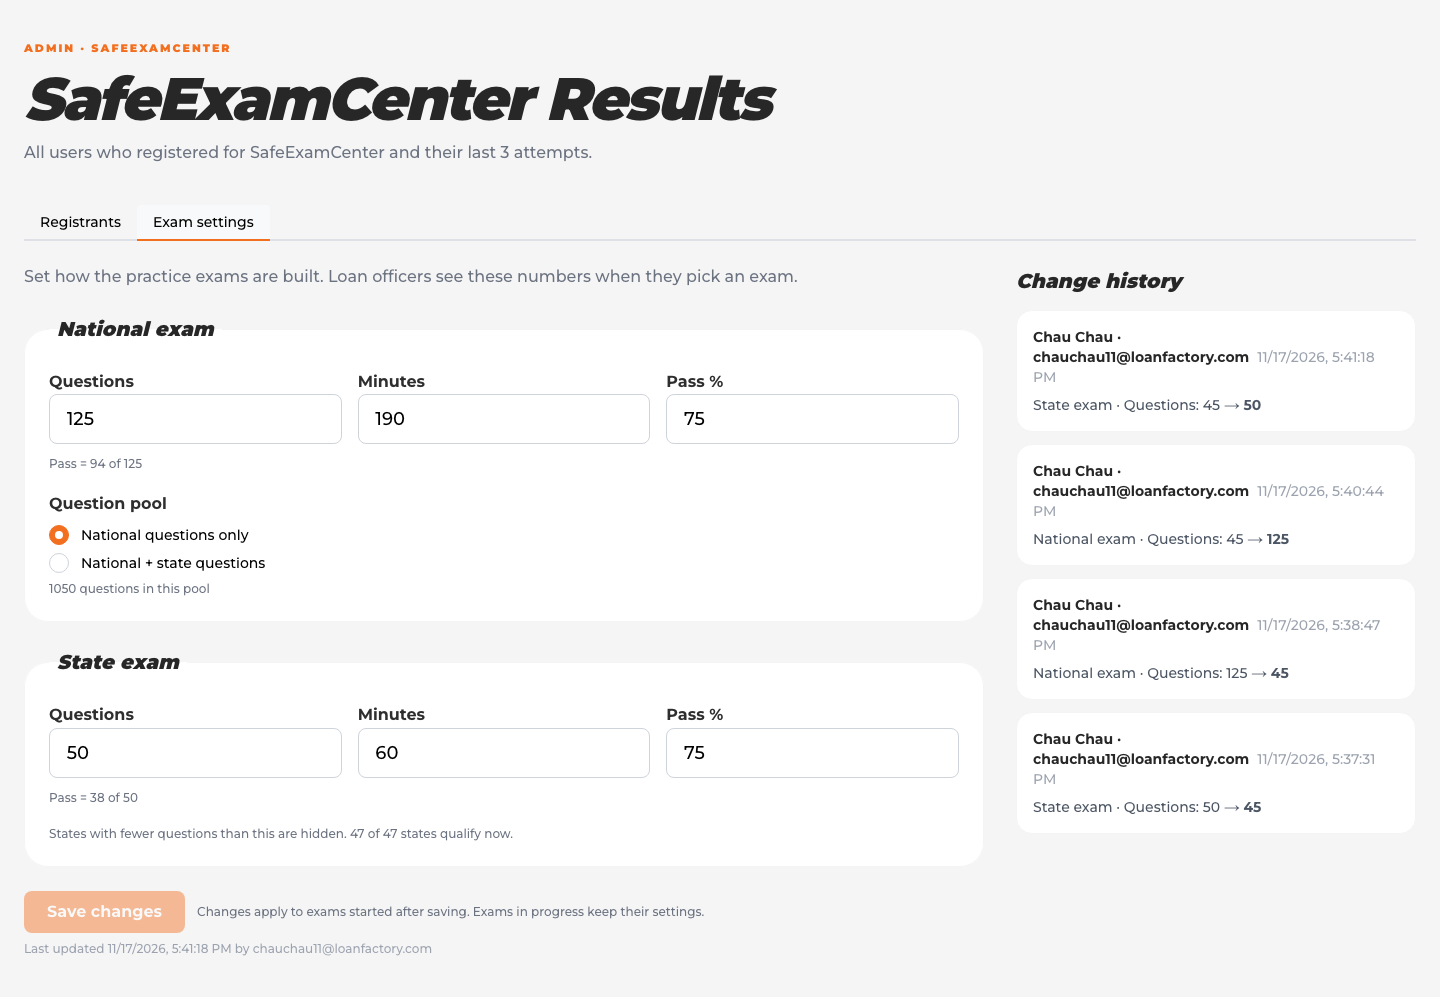 ADMIN · SAFEEXAMCENTER
SafeExamCenter Results
All users who registered for SafeExamCenter and their last 3 attempts.
Registrants
Exam settings
Set how the practice exams are built. Loan officers see these numbers when they pick an exam.
National exam
Questions
Minutes
Pass %
125
190
75
Pass = 94 of 125
Question pool
National questions only
National + state questions
1050 questions in this pool
State exam
Questions
Minutes
Pass %
50
60
75
Pass = 38 of 50
States with fewer questions than this are hidden. 47 of 47 states qualify now.
Save changes
Changes apply to exams started after saving. Exams in progress keep their settings.
Last updated 11/17/2026, 5:41:18 PM by chauchau11@loanfactory.com
Change history
Chau Chau ·
chauchau11@loanfactory.com 11/17/2026, 5:41:18
PM
State exam · Questions: 45 → 50
Chau Chau ·
chauchau11@loanfactory.com 11/17/2026, 5:40:44
PM
National exam · Questions: 45 → 125
Chau Chau ·
chauchau11@loanfactory.com 11/17/2026, 5:38:47
PM
National exam · Questions: 125 → 45
Chau Chau ·
chauchau11@loanfactory.com 11/17/2026, 5:37:31
PM
State exam · Questions: 50 → 45